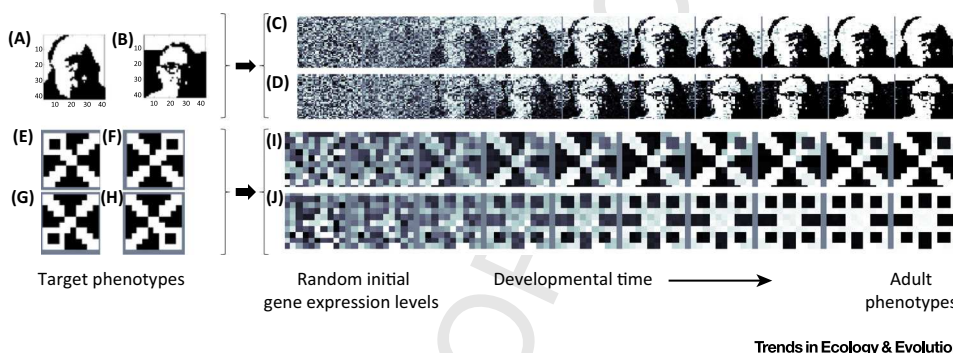 (A)
(B)
(C)
(D)
10
20
30
40
10 20 30 40
10
20
30
40
10 20 30 40
(E)
(F)
(G)
(H)
(I)
(J)
Target phenotypes
Random initial
gene expression levels
Developmental time
Adult
phenotypes
Trends in Ecology & Evolutio